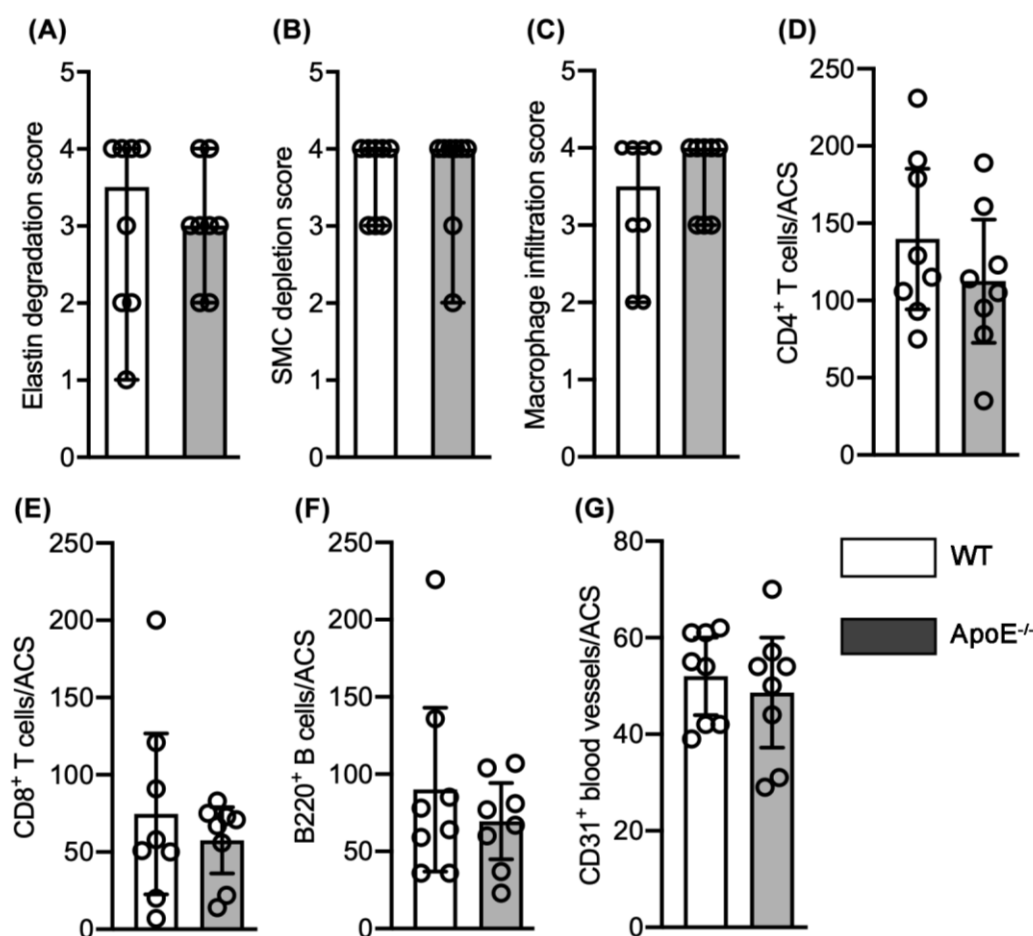 (A)
(B)
(C)
(D)
Elastin degradation score
5
4
3
2
1
0
SMC depletion score
5
4
3
2
1
0
Macrophage infiltration score
5
4
3
2
1
0
CD4⁺ T cells/ACS
250
200
150
100
50
0
(E)
(F)
(G)
CD8⁺ T cells/ACS
250
200
150
100
50
0
B220⁺ B cells/ACS
250
200
150
100
50
0
CD31⁺ blood vessels/ACS
80
60
40
20
0
WT
ApoE⁻/⁻